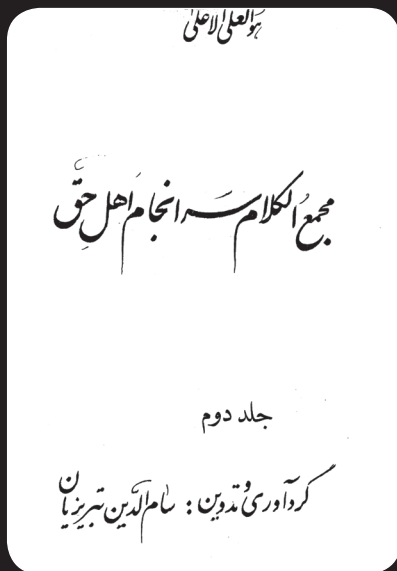 هو العلی الاعلی
مجمع الکلام سرانجام اهل حق
جلد دوم
گردآوری و تدوین : سام الدین تبریزیان